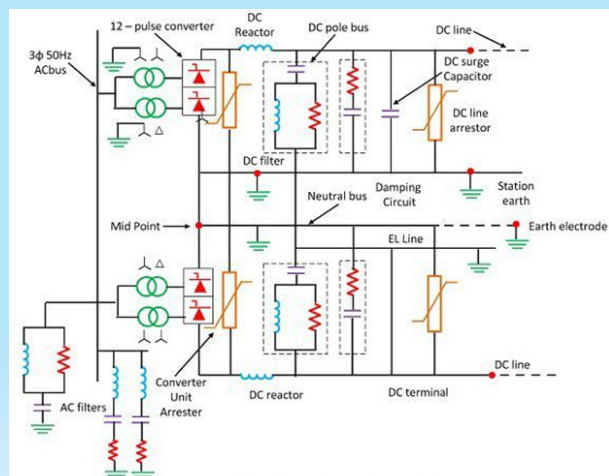 12 – pulse converter
DC
Reactor
DC pole bus
DC line
3ϕ 50Hz
ACbus
DC surge
Capacitor
DC line
arrestor
DC filter
Damping
Circuit
Station
earth
Neutral bus
Mid Point
Earth electrode
EL Line
DC line
Converter
Unit
Arrester
AC filters
DC reactor
DC terminal